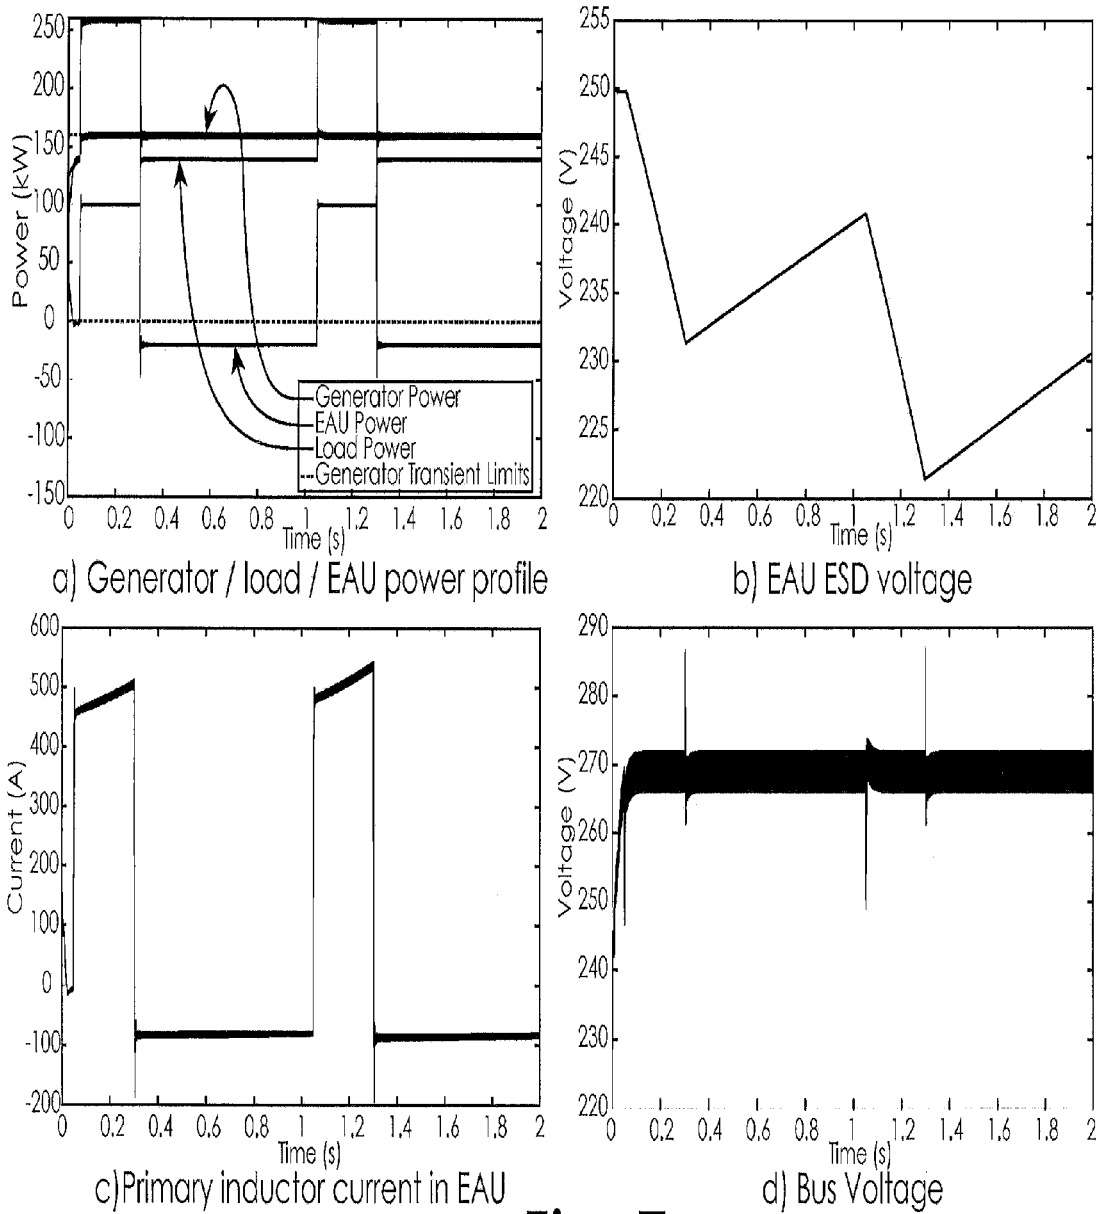 260
200
150
100
50
0
-50
-100
-150
Power (kW)
Generator Power
EAU Power
Load Power
Generator Transient Limits
0 0.2 0.4 0.6 0.8 1 1.2 1.4 1.6 1.8 2
Time (s)
a) Generator / load / EAU power profile
255
250
245
240
235
230
225
220
Voltage (V)
0 0.2 0.4 0.6 0.8 1 1.2 1.4 1.6 1.8 2
Time (s)
b) EAU ESD voltage
600
500
400
300
200
100
0
-100
-200
Current (A)
0 0.2 0.4 0.6 0.8 1 1.2 1.4 1.6 1.8 2
Time (s)
c)Primary inductor current in EAU
290
280
270
260
250
240
230
220
Voltage (V)
0 0.2 0.4 0.6 0.8 1 1.2 1.4 1.6 1.8 2
Time (s)
d) Bus Voltage